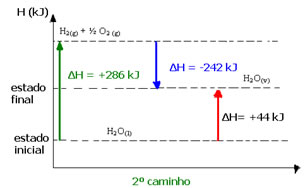 H (kJ)
H₂(g) + ½ O₂ (g)
ΔH = +286 kJ
ΔH = -242 kJ
estado
final
H₂O(v)
ΔH= +44 kJ
estado
inicial
H₂O(l)
2º caminho